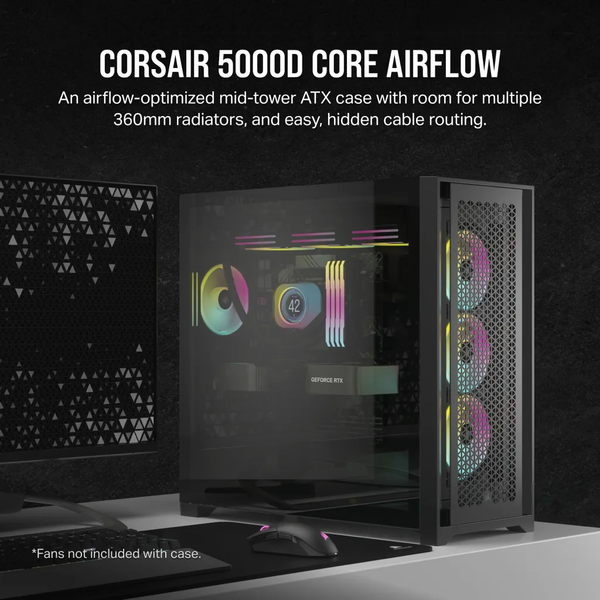 CORSAIR 5000D CORE AIRFLOW
An airflow-optimized mid-tower ATX case with room for multiple
360mm radiators, and easy, hidden cable routing.
42
GEFORCE RTX
*Fans not included with case.